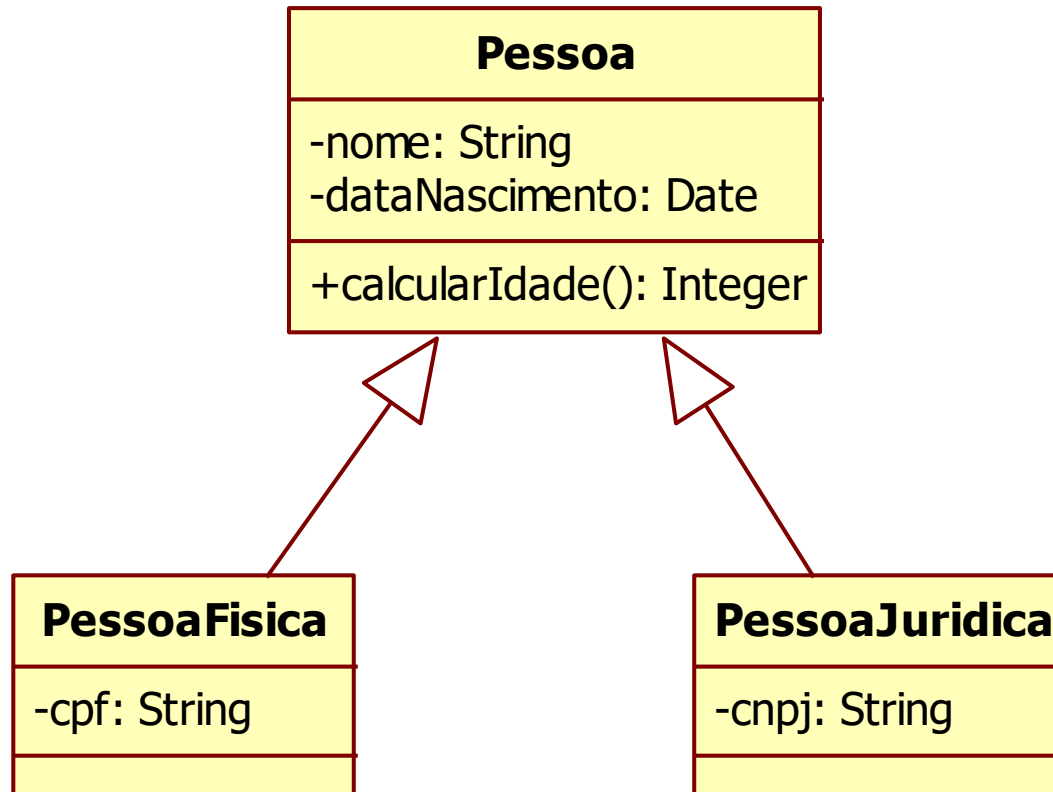 Pessoa
-nome: String
-dataNascimento: Date
+calcularIdade(): Integer
PessoaFisica
-cpf: String
PessoaJuridica
-cnpj: String